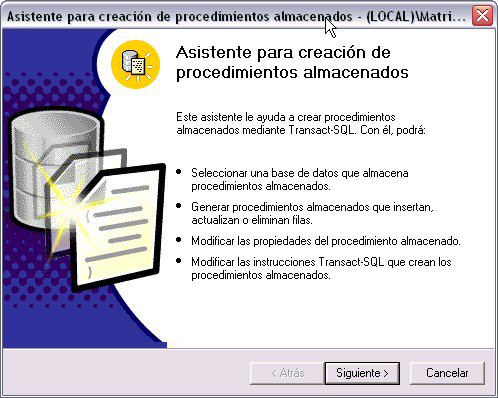 Asistente para creación de procedimientos almacenados - (LOCAL)\Matri...
Asistente para creación de
procedimientos almacenados
Este asistente le ayuda a crear procedimientos
almacenados mediante Transact-SQL. Con él, podrá:
• Seleccionar una base de datos que almacena
procedimientos almacenados.
• Generar procedimientos almacenados que insertan,
actualizan o eliminan filas.
• Modificar las propiedades del procedimiento almacenado.
• Modificar las instrucciones Transact-SQL que crean los
procedimientos almacenados.
< Atrás Siguiente > Cancelar